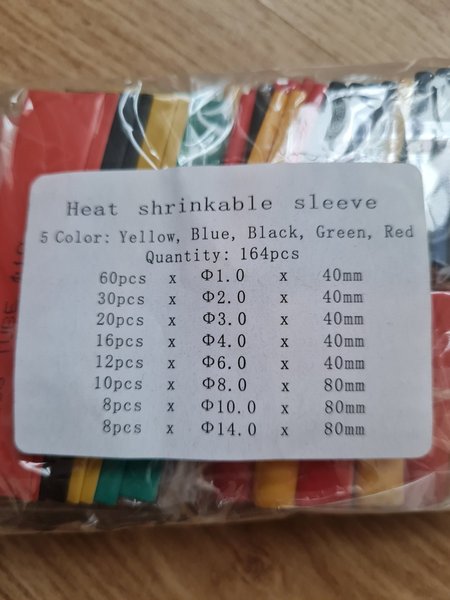 Heat shrinkable sleeve
5 Color: Yellow, Blue, Black, Green, Red
Quantity: 164pcs
60pcs x Φ1.0 x 40mm
30pcs x Φ2.0 x 40mm
20pcs x Φ3.0 x 40mm
16pcs x Φ4.0 x 40mm
12pcs x Φ6.0 x 40mm
10pcs x Φ8.0 x 80mm
8pcs x Φ10.0 x 80mm
8pcs x Φ14.0 x 80mm
TUBE